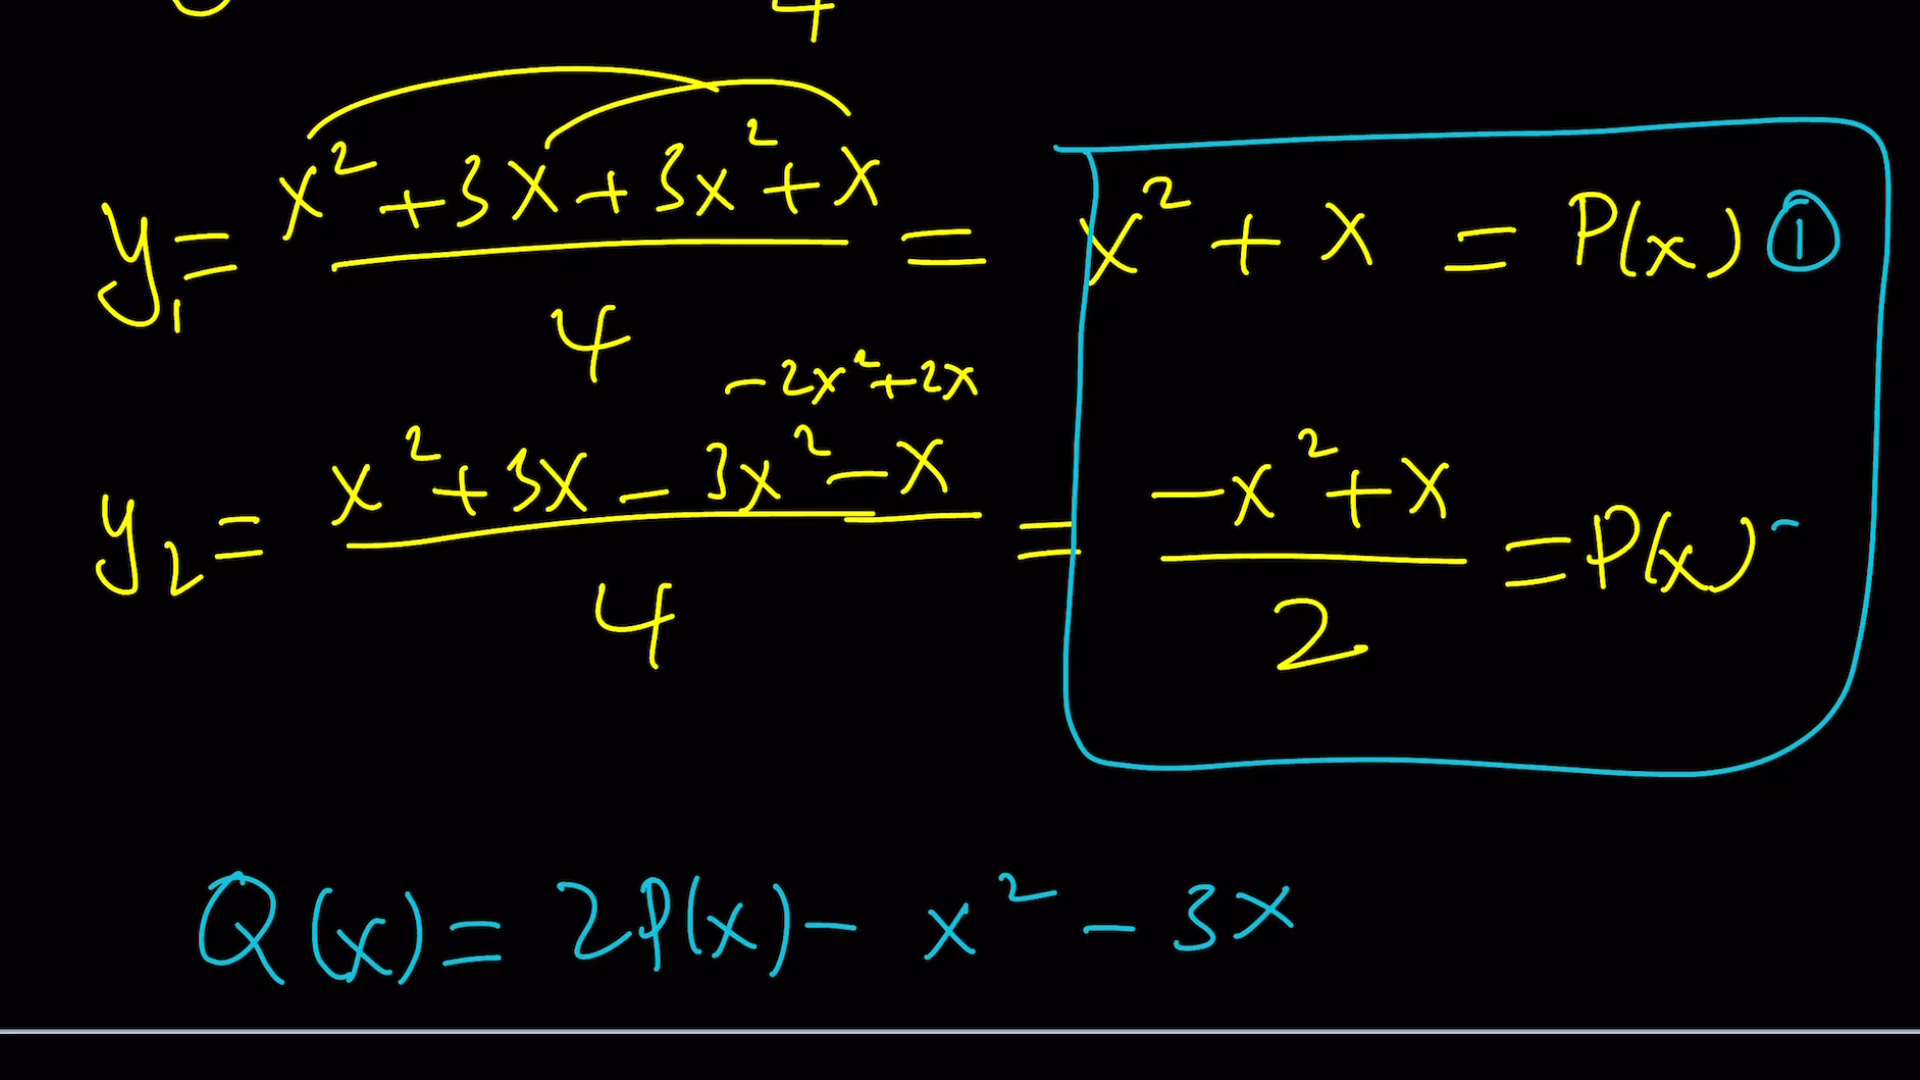 4
y₁ = (x² + 3x + 3x² + x)/4 = x² + x = P(x) ①
-2x² + 2x
y₂ = (x² + 3x - 3x² - x)/4 = (-x² + x)/2 = P(x)
Q(x) = 2P(x) - x² - 3x